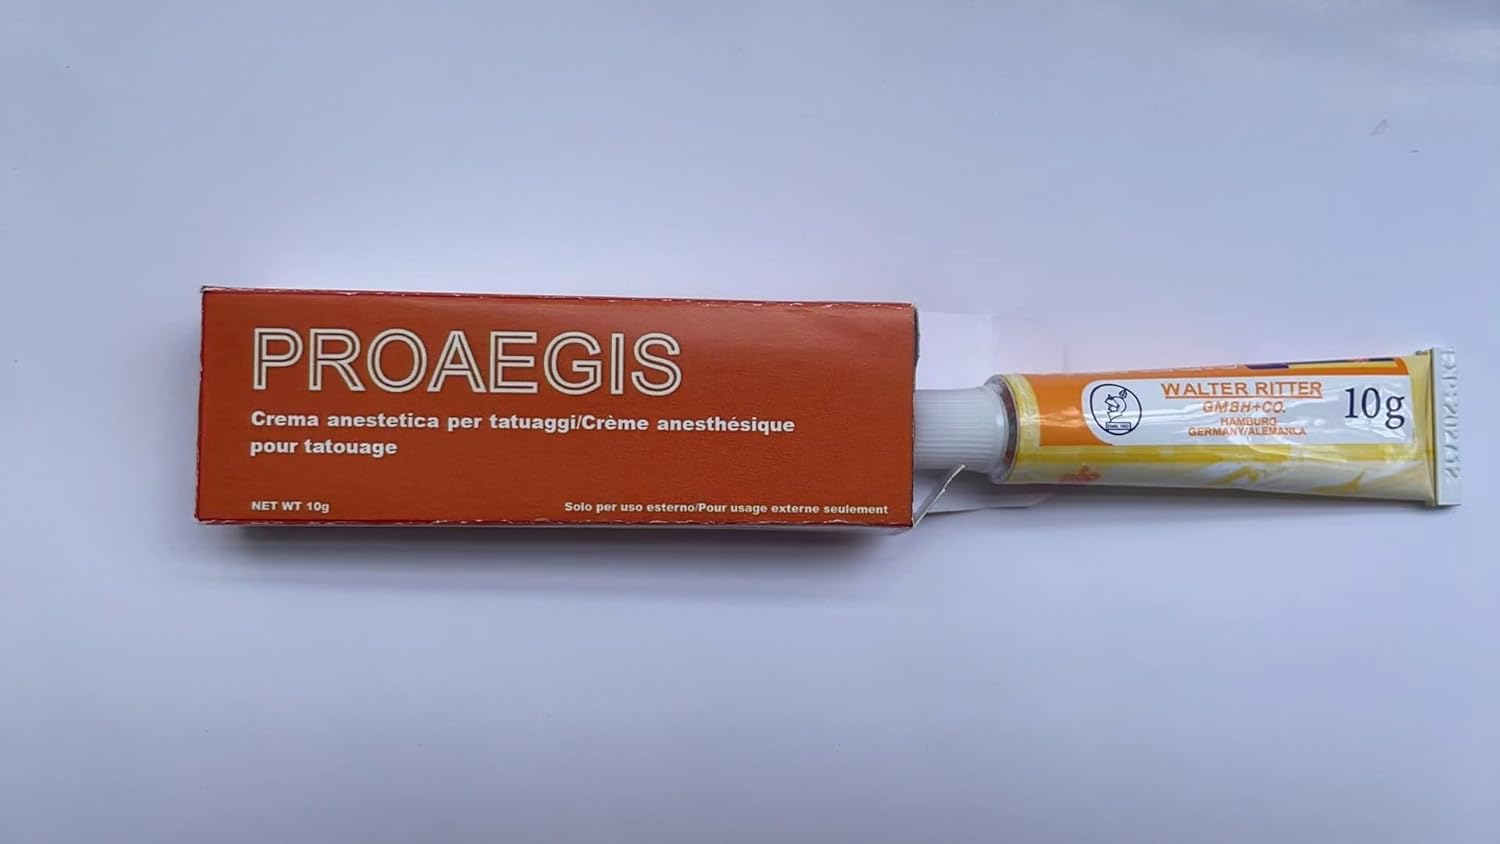 PROAEGIS
Crema anestetica per tatuaggi/Crème anesthésique
pour tatouage
NET WT 10g
Solo per uso esterno/Pour usage externe seulement
WALTER RITTER
GMBH+CO.
HAMBURG
GERMANY/ALEMANLA
10g